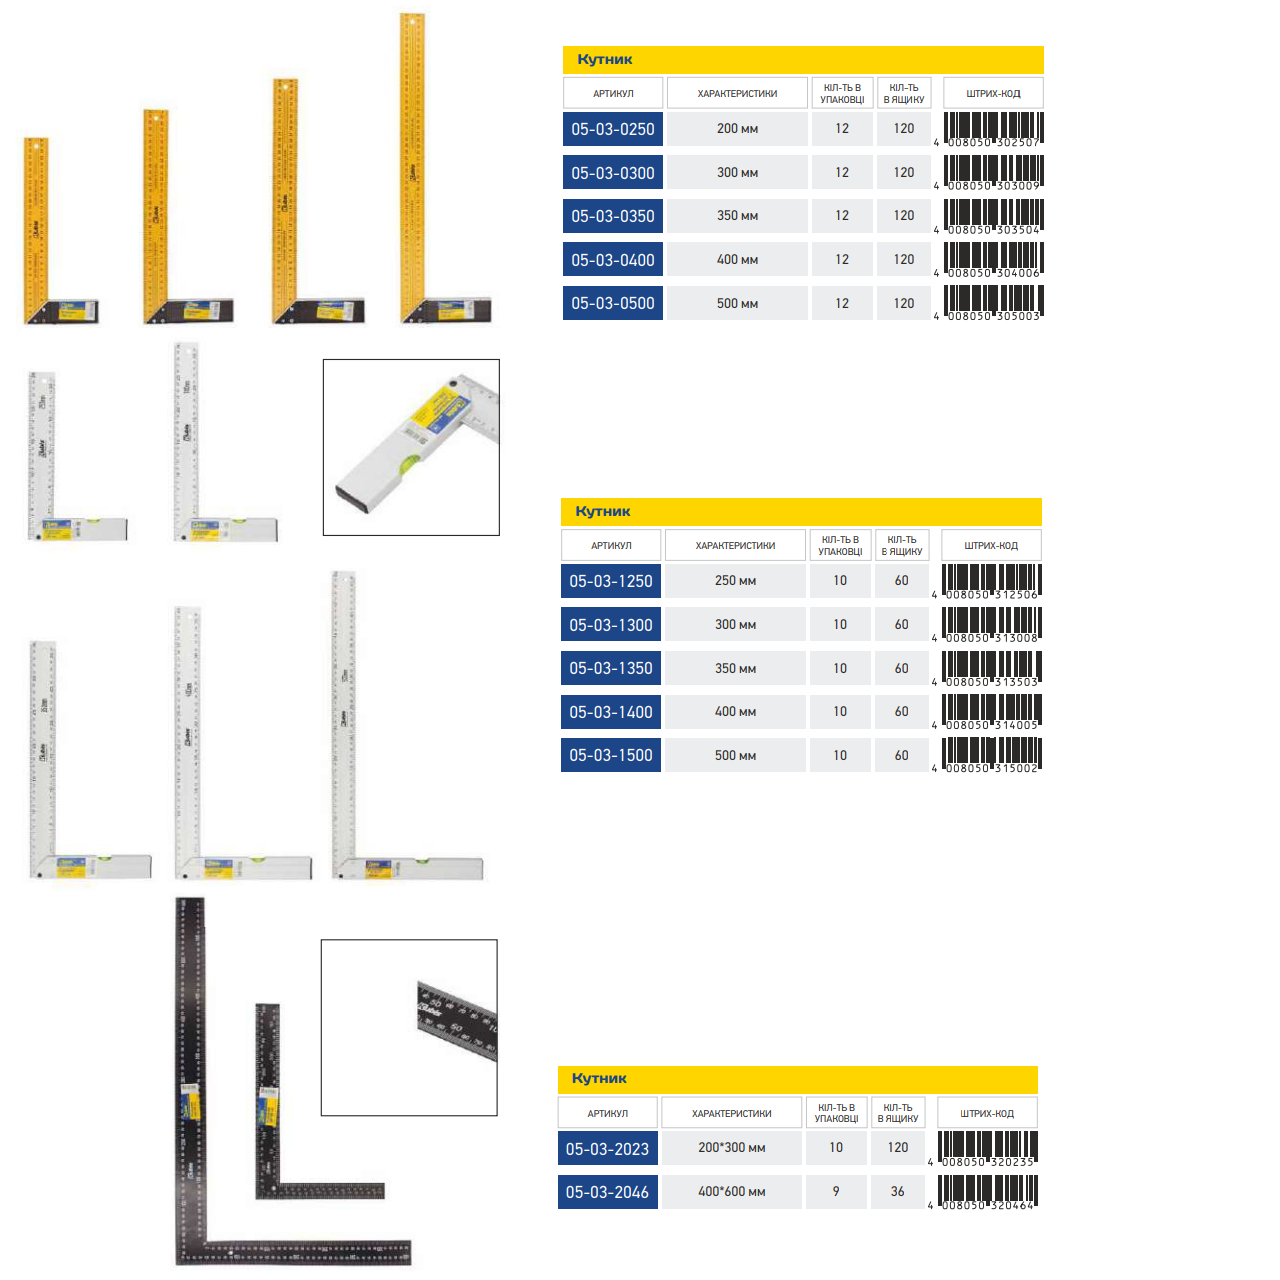 Кутник
АРТИКУЛ ХАРАКТЕРИСТИКИ КІЛ-ТЬ В УПАКОВЦІ КІЛ-ТЬ В ЯЩИКУ ШТРИХ-КОД
05-03-0250 200 мм 12 120 4 008050 302507
05-03-0300 300 мм 12 120 4 008050 303009
05-03-0350 350 мм 12 120 4 008050 303504
05-03-0400 400 мм 12 120 4 008050 304006
05-03-0500 500 мм 12 120 4 008050 305003
Кутник
АРТИКУЛ ХАРАКТЕРИСТИКИ КІЛ-ТЬ В УПАКОВЦІ КІЛ-ТЬ В ЯЩИКУ ШТРИХ-КОД
05-03-1250 250 мм 10 60 4 008050 312506
05-03-1300 300 мм 10 60 4 008050 313008
05-03-1350 350 мм 10 60 4 008050 313503
05-03-1400 400 мм 10 60 4 008050 314005
05-03-1500 500 мм 10 60 4 008050 315002
Кутник
АРТИКУЛ ХАРАКТЕРИСТИКИ КІЛ-ТЬ В УПАКОВЦІ КІЛ-ТЬ В ЯЩИКУ ШТРИХ-КОД
05-03-2023 200*300 мм 10 120 4 008050 320235
05-03-2046 400*600 мм 9 36 4 008050 320464